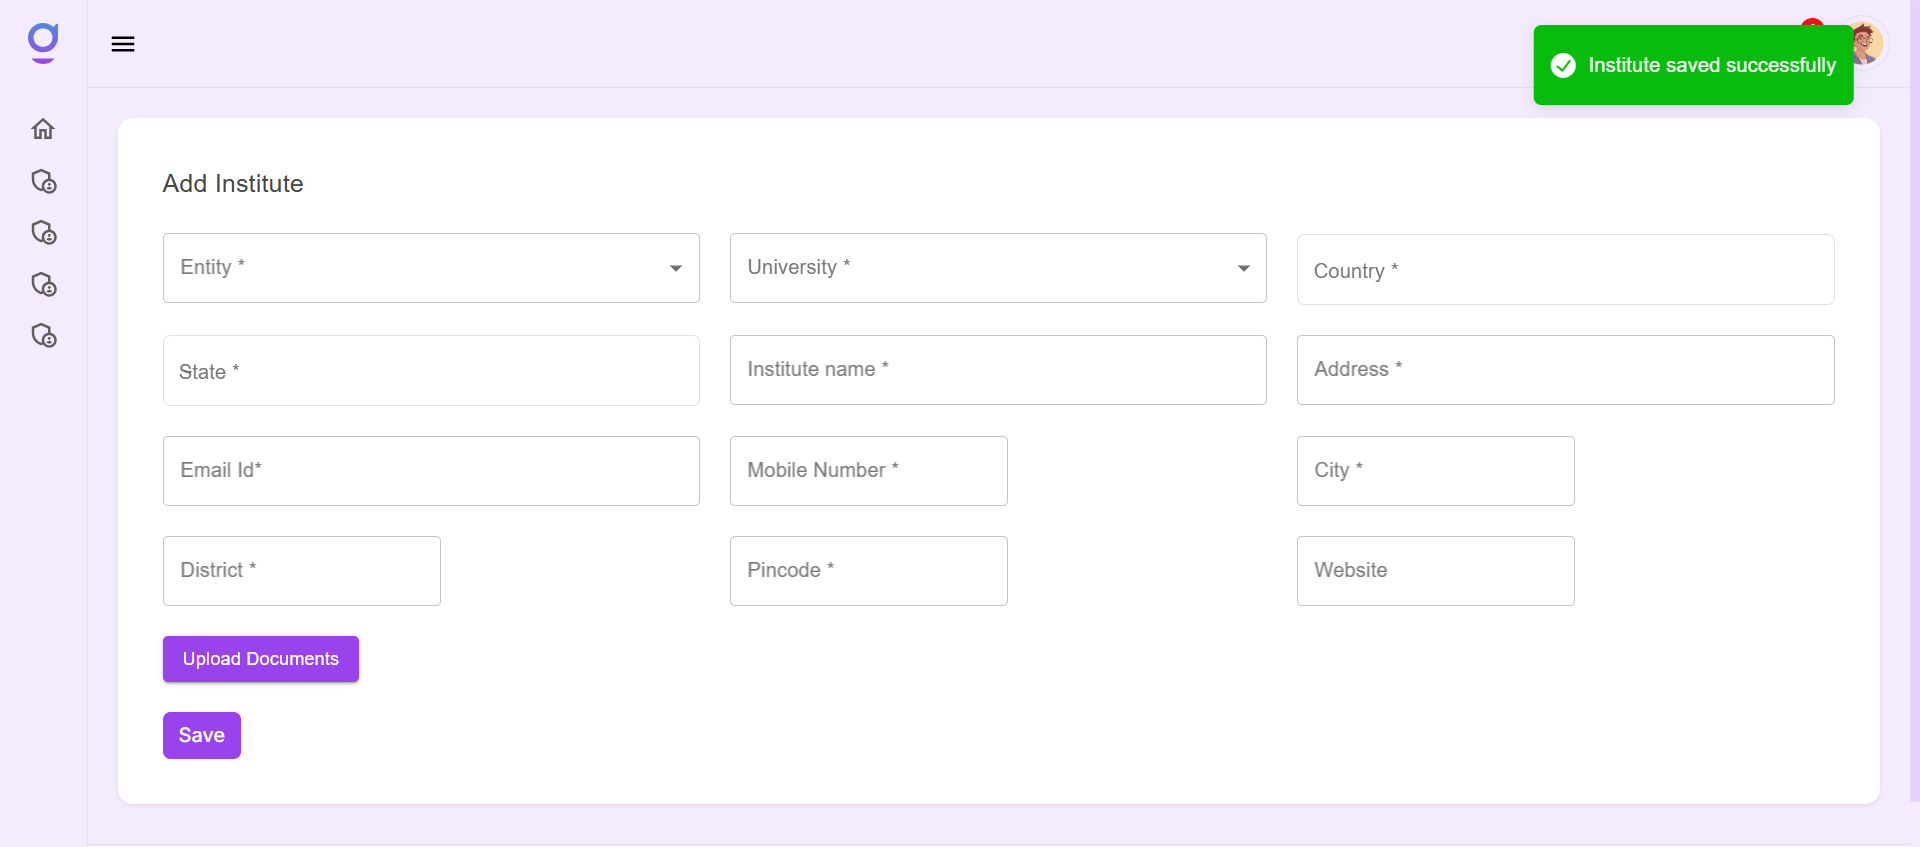 Institute saved successfully
Add Institute
Entity *
University *
Country *
State *
Institute name *
Address *
Email Id*
Mobile Number *
City *
District *
Pincode *
Website
Upload Documents
Save